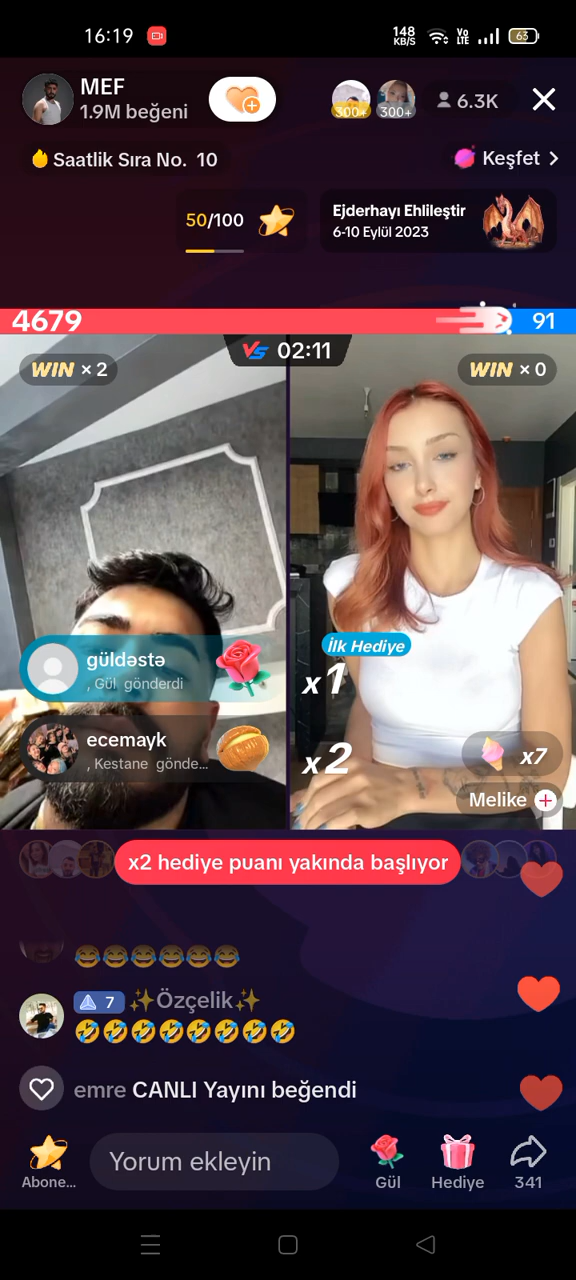 16:19
148
KB/S
Vo
LTE
63
MEF
1.9M beğeni
300+
300+
6.3K
Saatlik Sıra No. 10
Keşfet
50/100
Ejderhayı Ehlileştir
6-10 Eylül 2023
4679
91
VS 02:11
WIN × 2
WIN × 0
güldəstə
, Gül gönderdi
İlk Hediye
x1
ecemayk
, Kestane gönde...
x2
x7
Melike
x2 hediye puanı yakında başlıyor
😂😂😂😂😂😂
7 ✨Özçelik✨
🤣🤣🤣🤣🤣🤣🤣🤣
emre CANLI Yayını beğendi
Abone...
Yorum ekleyin
Gül
Hediye
341